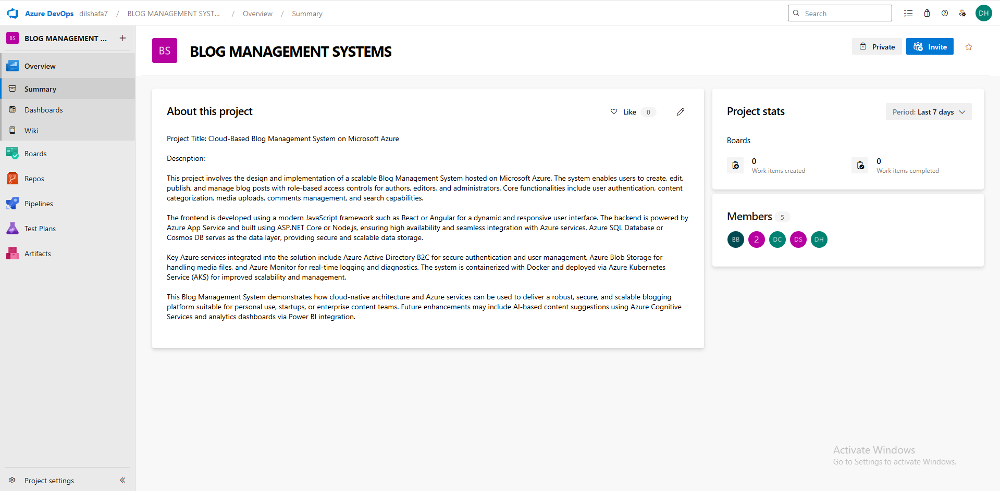 Azure DevOps dilshafa7 / BLOG MANAGEMENT SYST... / Overview / Summary
Search
DH
BS BLOG MANAGEMENT ... +
Overview
Summary
Dashboards
Wiki
Boards
Repos
Pipelines
Test Plans
Artifacts
Project settings
BS BLOG MANAGEMENT SYSTEMS
Private
Invite
About this project
Like 0
Project Title: Cloud-Based Blog Management System on Microsoft Azure
Description:
This project involves the design and implementation of a scalable Blog Management System hosted on Microsoft Azure. The system enables users to create, edit,
publish, and manage blog posts with role-based access controls for authors, editors, and administrators. Core functionalities include user authentication, content
categorization, media uploads, comments management, and search capabilities.
The frontend is developed using a modern JavaScript framework such as React or Angular for a dynamic and responsive user interface. The backend is powered by
Azure App Service and built using ASP.NET Core or Node.js, ensuring high availability and seamless integration with Azure services. Azure SQL Database or
Cosmos DB serves as the data layer, providing secure and scalable data storage.
Key Azure services integrated into the solution include Azure Active Directory B2C for secure authentication and user management, Azure Blob Storage for
handling media files, and Azure Monitor for real-time logging and diagnostics. The system is containerized with Docker and deployed via Azure Kubernetes
Service (AKS) for improved scalability and management.
This Blog Management System demonstrates how cloud-native architecture and Azure services can be used to deliver a robust, secure, and scalable blogging
platform suitable for personal use, startups, or enterprise content teams. Future enhancements may include AI-based content suggestions using Azure Cognitive
Services and analytics dashboards via Power BI integration.
Project stats
Period: Last 7 days
Boards
0
Work items created
0
Work items completed
Members 5
BB 2 DC DS DH
Activate Windows
Go to Settings to activate Windows.